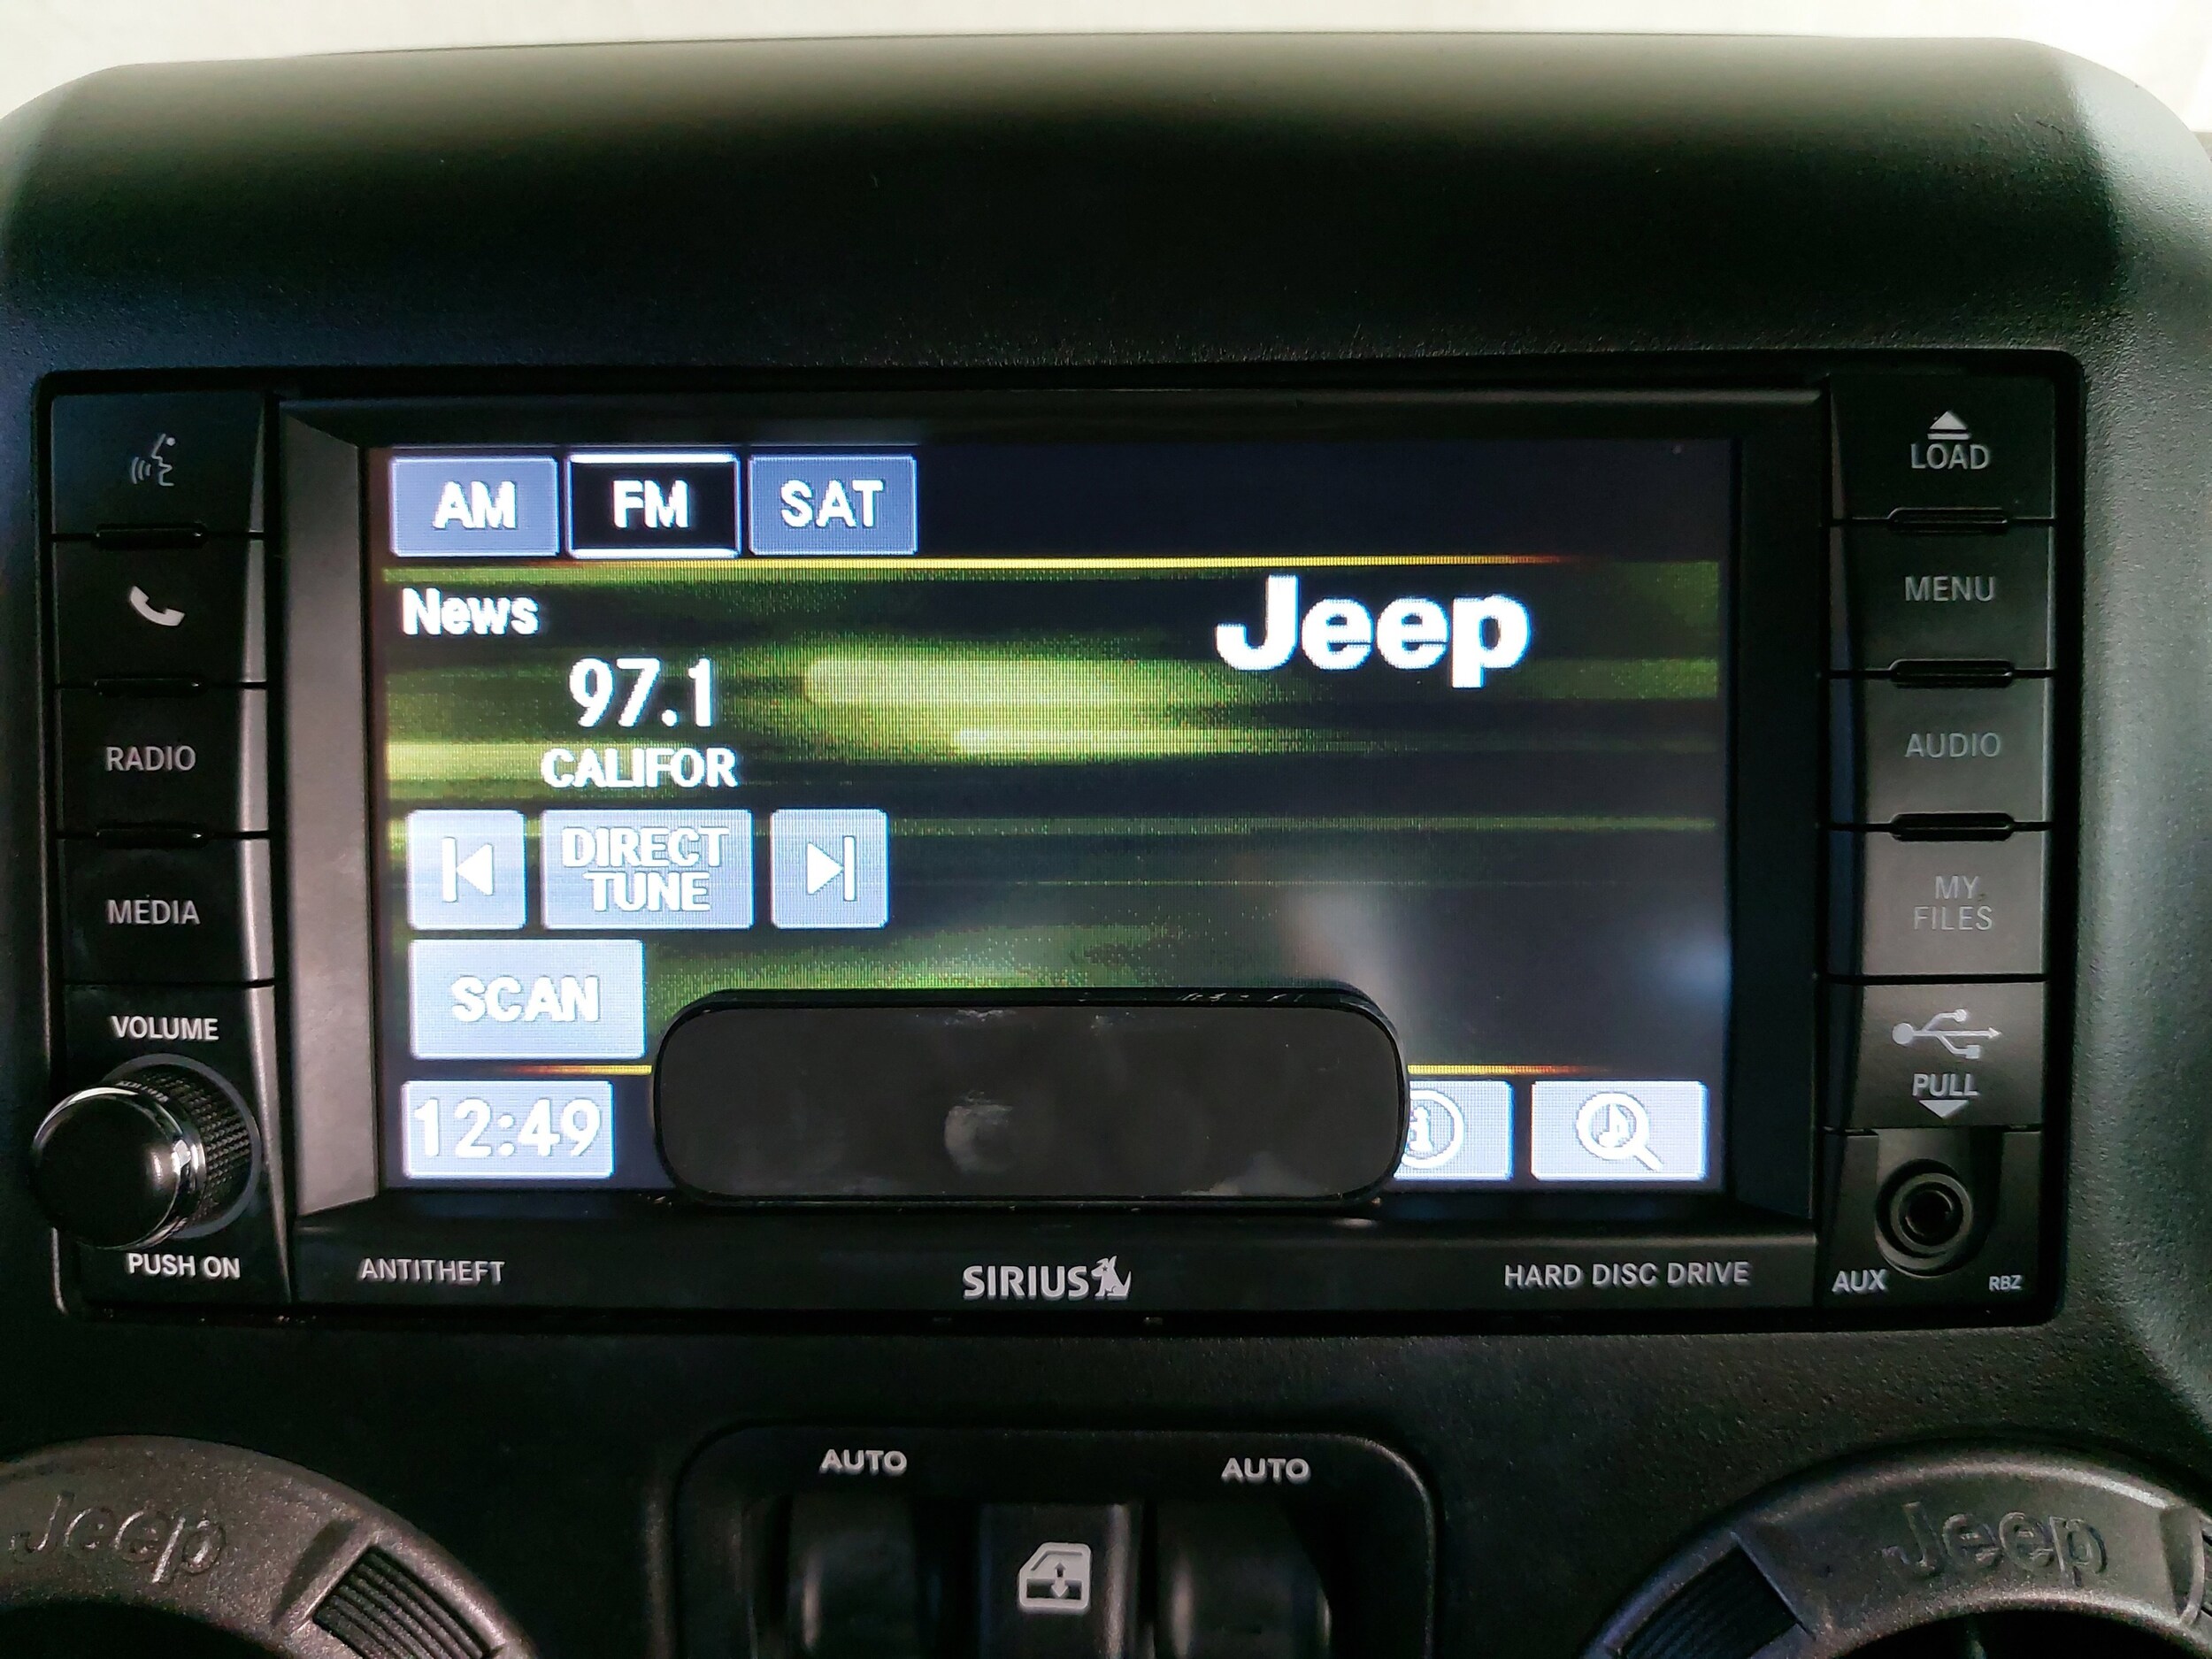 AM FM SAT
News
Jeep
97.1
CALIFOR
DIRECT
TUNE
SCAN
12:49
RADIO
MEDIA
VOLUME
PUSH ON
LOAD
MENU
AUDIO
MY
FILES
PULL
AUX
RBZ
ANTITHEFT
SIRIUS
HARD DISC DRIVE
AUTO
AUTO
Jeep
Jeep